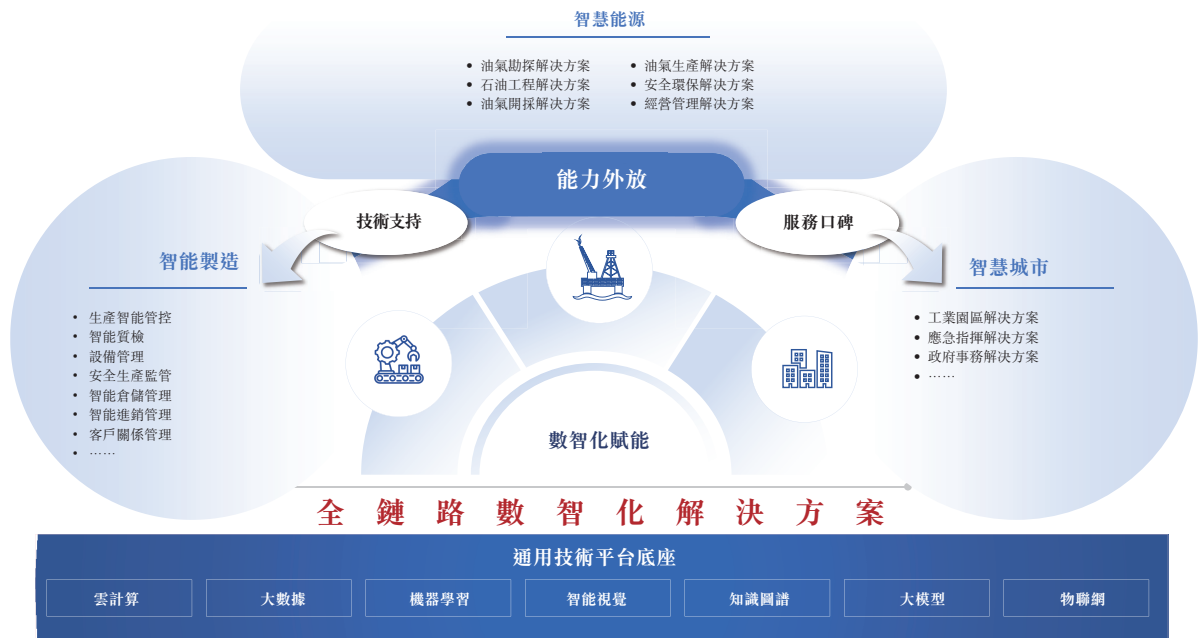 智慧能源
• 油氣勘探解決方案
• 石油工程解決方案
• 油氣開採解決方案
• 油氣生產解決方案
• 安全環保解決方案
• 經營管理解決方案
能力外放
技術支持
服務口碑
智能製造
• 生產智能管控
• 智能質檢
• 設備管理
• 安全生產監管
• 智能倉儲管理
• 智能進銷管理
• 客戶關係管理
• ……
智慧城市
• 工業園區解決方案
• 應急指揮解決方案
• 政府事務解決方案
• ……
數智化賦能
全鏈路數智化解決方案
通用技術平台底座
雲計算
大數據
機器學習
智能視覺
知識圖譜
大模型
物聯網